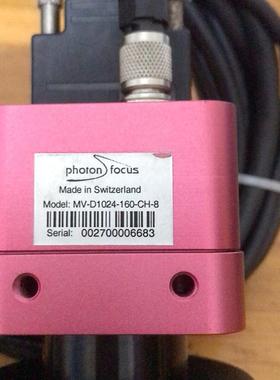 photon focus
Made in Switzerland
Model: MV-D1024-160-CH-8
Serial: 002700006683